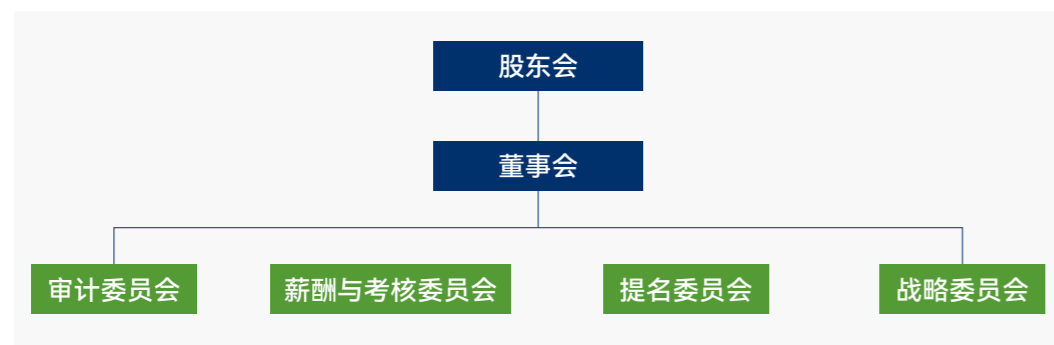 股东会
董事会
审计委员会
薪酬与考核委员会
提名委员会
战略委员会